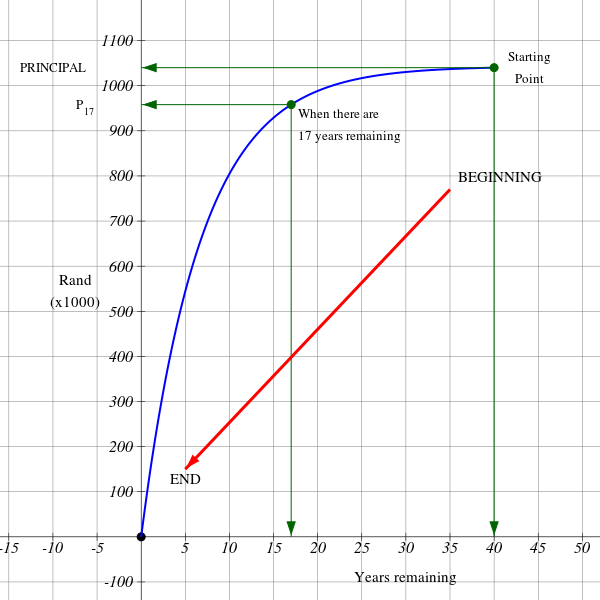 1100
PRINCIPAL
Starting
Point
1000
P17
When there are
17 years remaining
900
800
BEGINNING
700
600
Rand
(x1000)
500
400
300
200
END
100
-15 -10 -5 5 10 15 20 25 30 35 40 45 50
-100
Years remaining